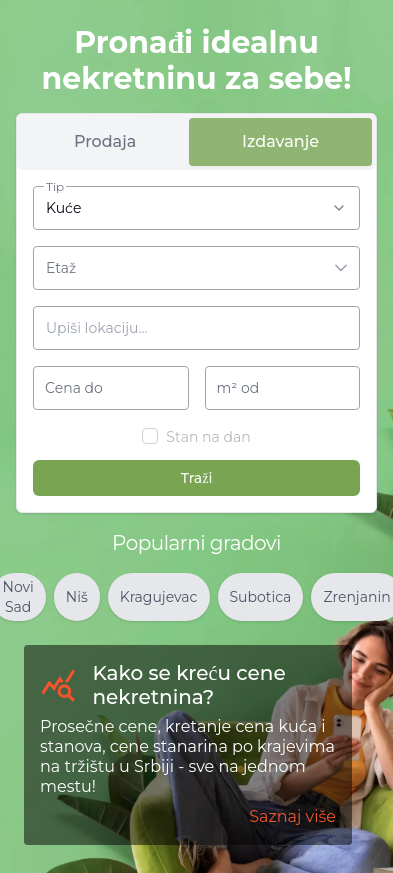 Pronađi idealnu
nekretninu za sebe!
Prodaja
Izdavanje
Tip
Kuće
Etaž
Upiši lokaciju...
Cena do
m² od
Stan na dan
Traži
Popularni gradovi
Novi
Sad
Niš
Kragujevac
Subotica
Zrenjanin
Kako se kreću cene
nekretnina?
Prosečne cene, kretanje cena kuća i
stanova, cene stanarina po krajevima
na tržištu u Srbiji - sve na jednom
mestu!
Saznaj više